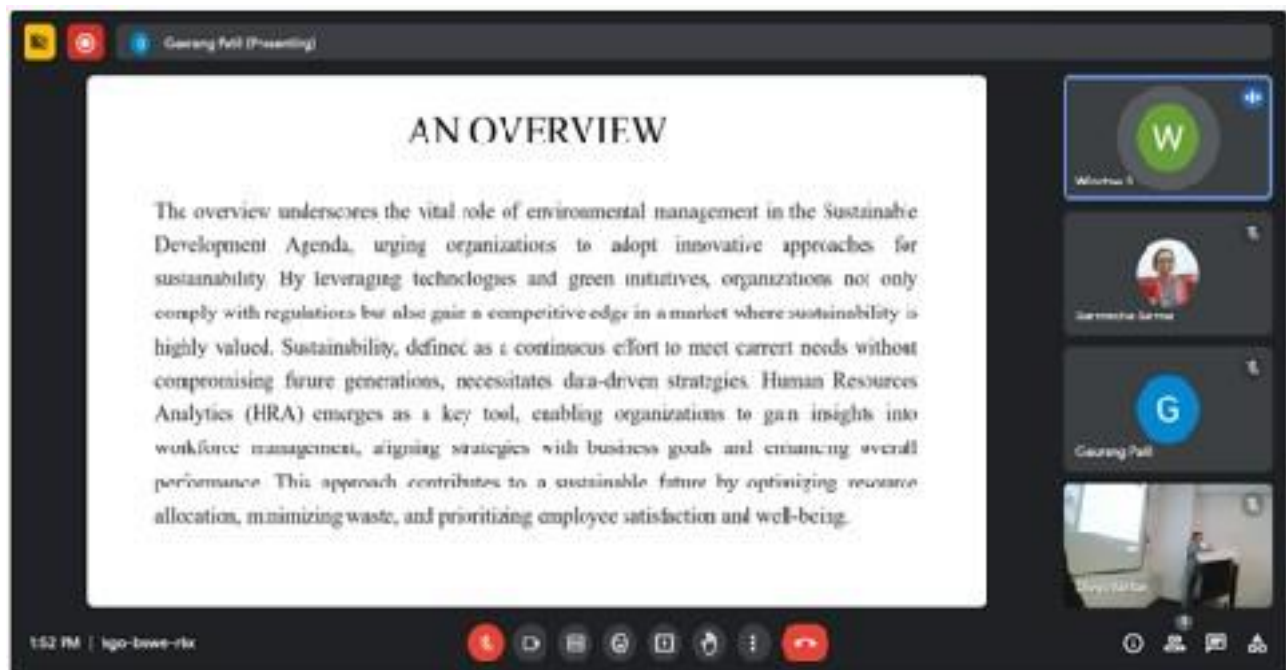 Gaurang Patil (Presenting)
AN OVERVIEW
The overview underscores the vital role of environmental management in the Sustainable
Development Agenda, urging organizations to adopt innovative approaches for
sustainability. By leveraging technologies and green initiatives, organizations not only
comply with regulations but also gain a competitive edge in a market where sustainability is
highly valued. Sustainability, defined as a continuous effort to meet current needs without
compromising future generations, necessitates data-driven strategies. Human Resources
Analytics (HRA) emerges as a key tool, enabling organizations to gain insights into
workforce management, aligning strategies with business goals and enhancing overall
performance. This approach contributes to a sustainable future by optimizing resource
allocation, minimizing waste, and prioritizing employee satisfaction and well-being.
W
G
Gaurang Patil
1:52 PM